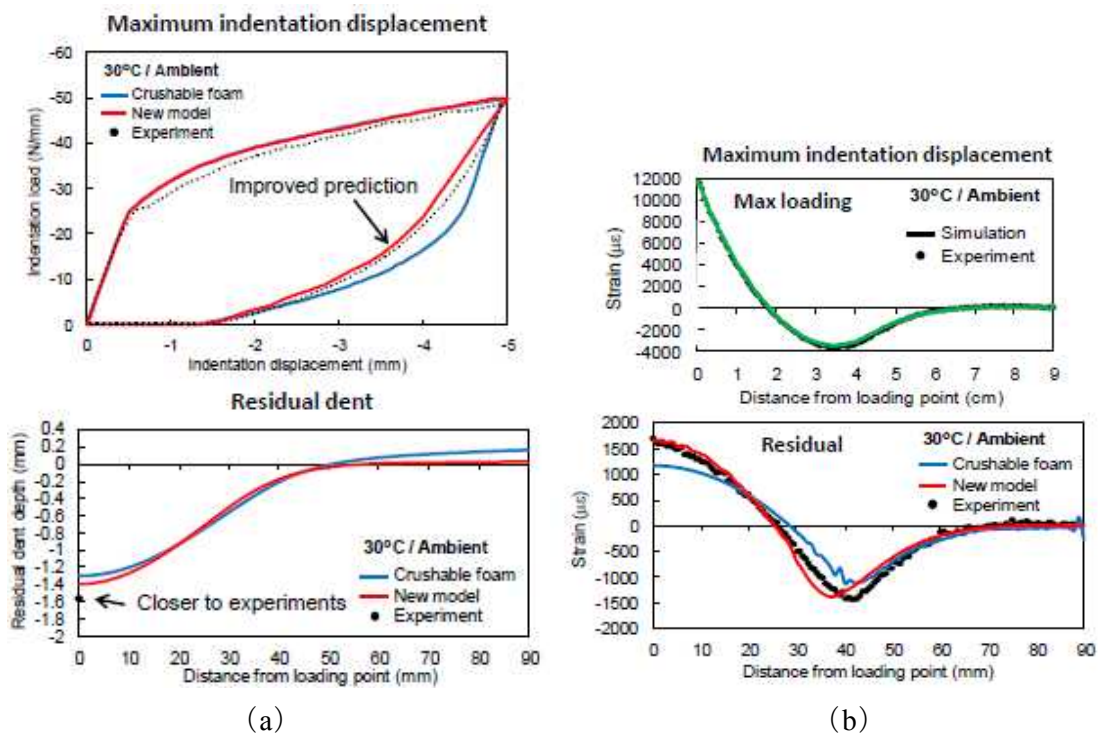 Maximum indentation displacement
-60
-50
-40
-30
-20
-10
0
Indentation load (N/mm)
30°C / Ambient
Crushable foam
New model
Experiment
Improved prediction
0 -1 -2 -3 -4 -5
Indentation displacement (mm)
Residual dent
0.4
0.2
0
-0.2
-0.4
-0.6
-0.8
-1
-1.2
-1.4
-1.6
-1.8
-2
Residual dent depth (mm)
30°C / Ambient
Crushable foam
New model
Experiment
Closer to experiments
0 10 20 30 40 50 60 70 80 90
Distance from loading point (mm)
(a)
Maximum indentation displacement
12000
10000
8000
6000
4000
2000
0
-2000
-4000
Strain (με)
Max loading
30°C / Ambient
Simulation
Experiment
0 1 2 3 4 5 6 7 8 9
Distance from loading point (cm)
2000
1500
1000
500
0
-500
-1000
-1500
-2000
Strain (με)
Residual
30°C / Ambient
Crushable foam
New model
Experiment
0 10 20 30 40 50 60 70 80 90
Distance from loading point (mm)
(b)